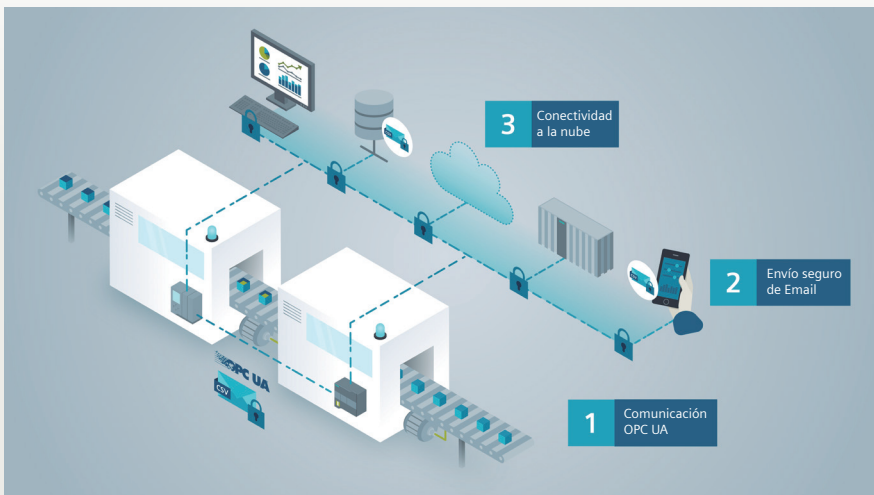 3
Conectividad
a la nube
2
Envío seguro
de Email
OPC UA
CSV
1
Comunicación
OPC UA